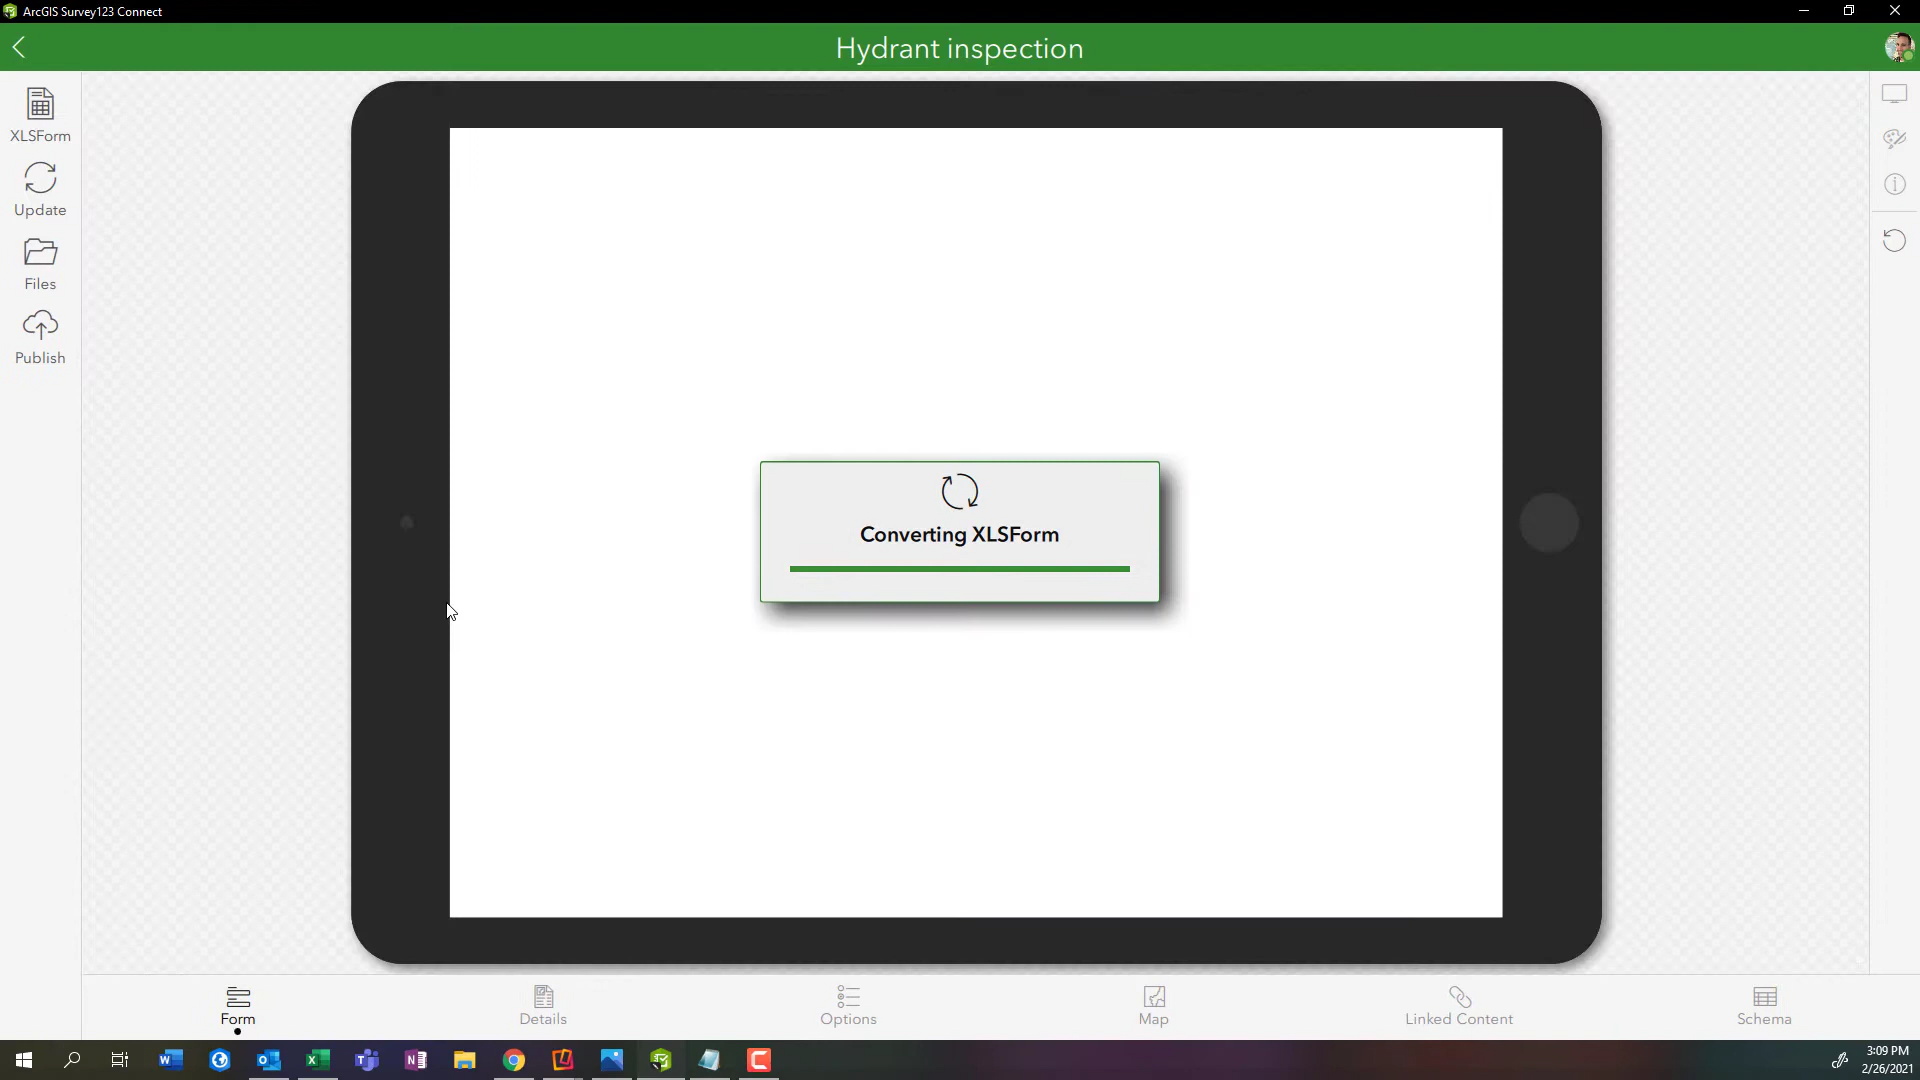 ArcGIS Survey123 Connect
Hydrant inspection
XLSForm
Update
Files
Publish
Converting XLSForm
Form
Details
Options
Map
Linked Content
Schema
3:09 PM
2/26/2021